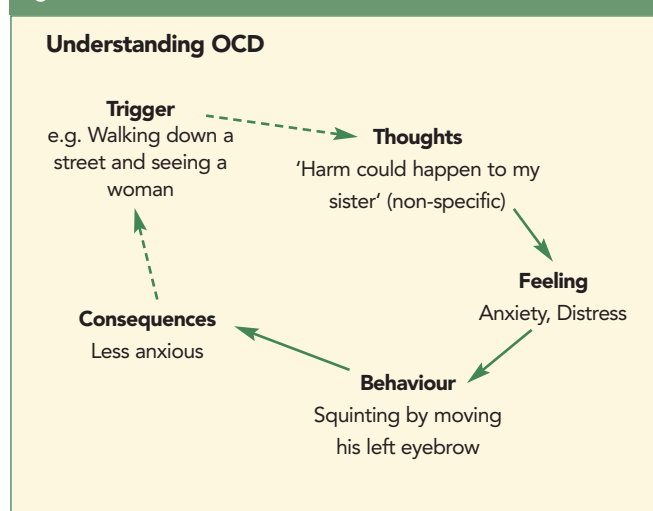 Understanding OCD
Trigger
e.g. Walking down a
street and seeing a
woman
Thoughts
‘Harm could happen to my
sister‘ (non-specific)
Feeling
Anxiety, Distress
Behaviour
Squinting by moving
his left eyebrow
Consequences
Less anxious